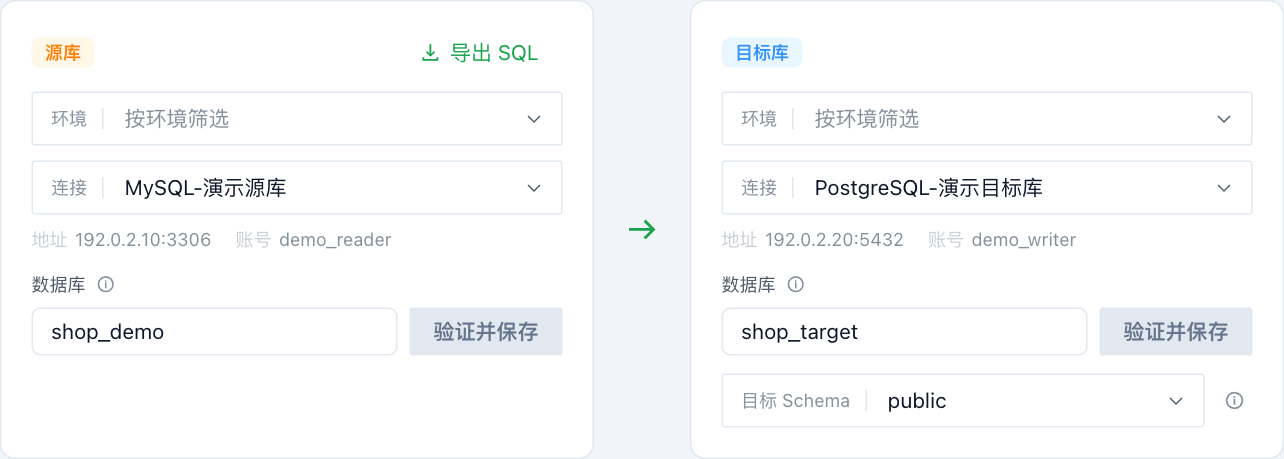 源库
导出 SQL
环境 按环境筛选
连接 MySQL-演示源库
地址 192.0.2.10:3306 账号 demo_reader
数据库
shop_demo 验证并保存
目标库
环境 按环境筛选
连接 PostgreSQL-演示目标库
地址 192.0.2.20:5432 账号 demo_writer
数据库
shop_target 验证并保存
目标 Schema public